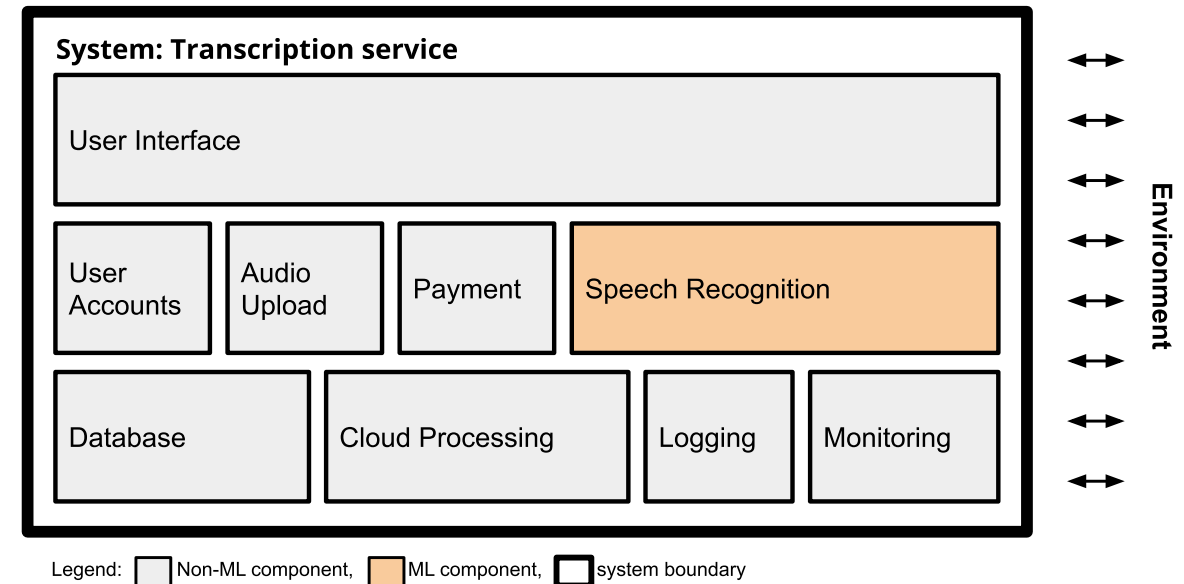 System: Transcription service
User Interface
User
Accounts
Audio
Upload
Payment
Speech Recognition
Database
Cloud Processing
Logging
Monitoring
Environment
Legend: Non-ML component, ML component, system boundary